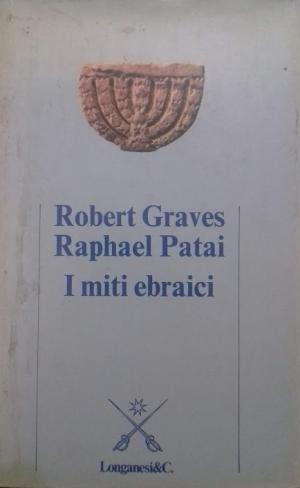 Robert Graves
Raphael Patai
I miti ebraici
Longanesi&C.